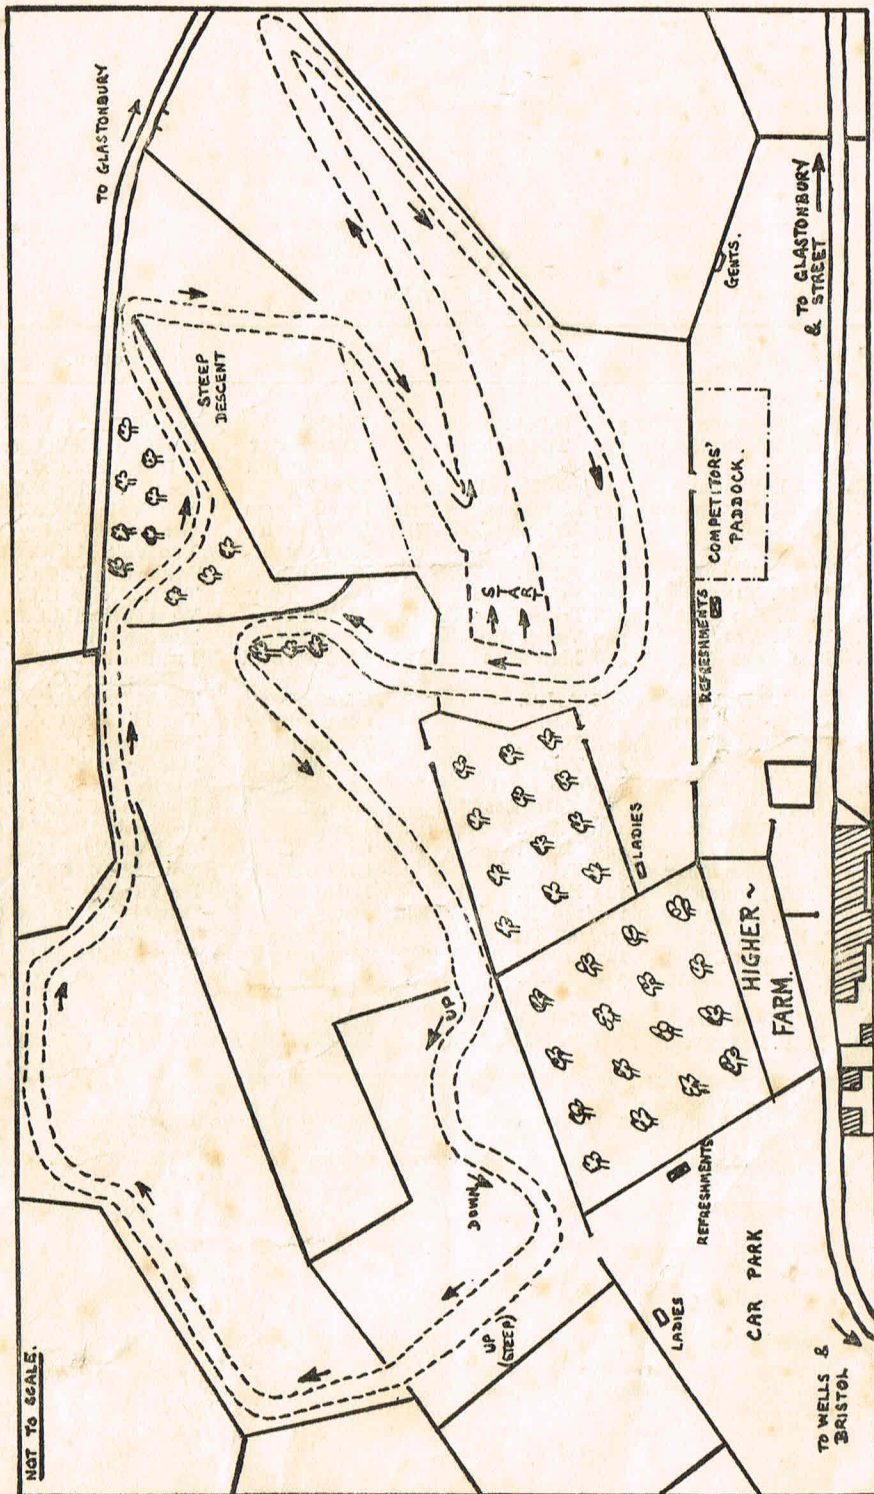 NOT TO SCALE.
TO GLASTONBURY
STEEP
DESCENT
START
GENTS.
TO GLASTONBURY
& STREET
COMPETITORS'
PADDOCK.
REFRESHMENTS
LADIES
UP
DOWN
UP
(STEEP)
HIGHER ~
FARM.
REFRESHMENTS
LADIES
CAR PARK
TO WELLS &
BRISTOL